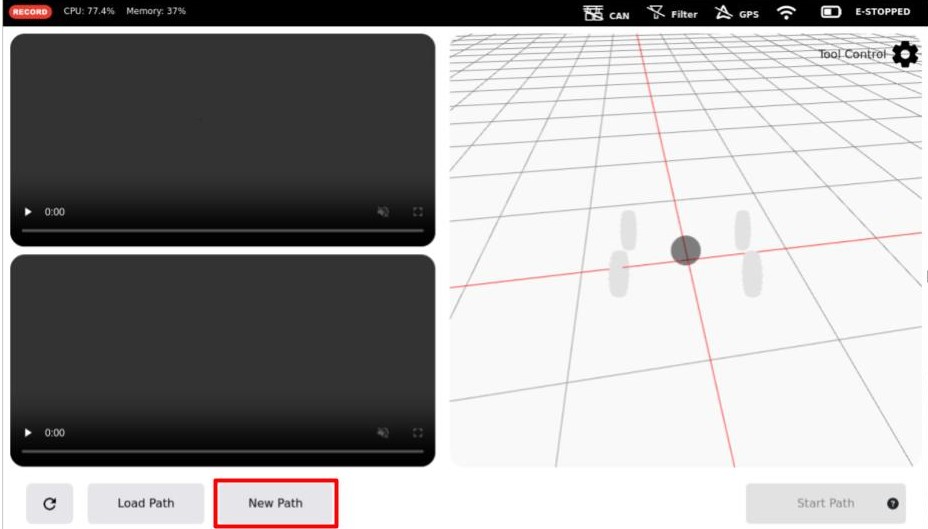 RECORD CPU: 77.4% Memory: 37% CAN Filter GPS E-STOPPED
Tool Control
0:00
0:00
Load Path New Path Start Path ?